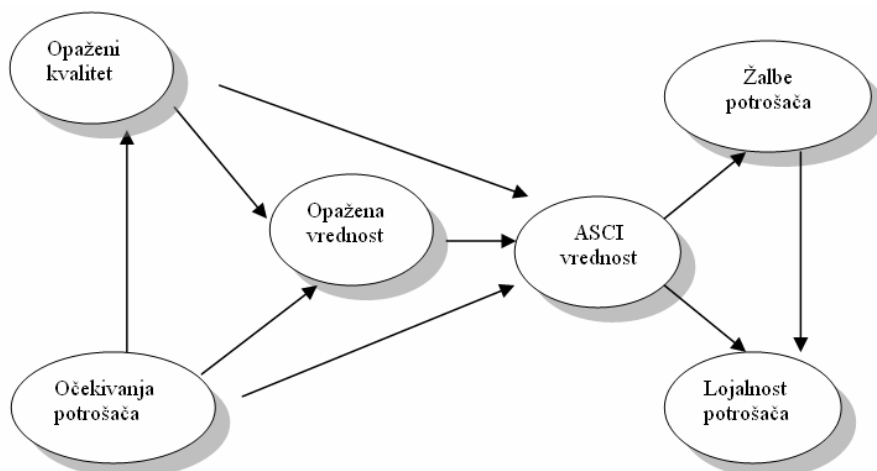 Opaženi
kvalitet
Žalbe
potrošača
Opažena
vrednost
ASCI
vrednost
Očekivanja
potrošača
Lojalnost
potrošača